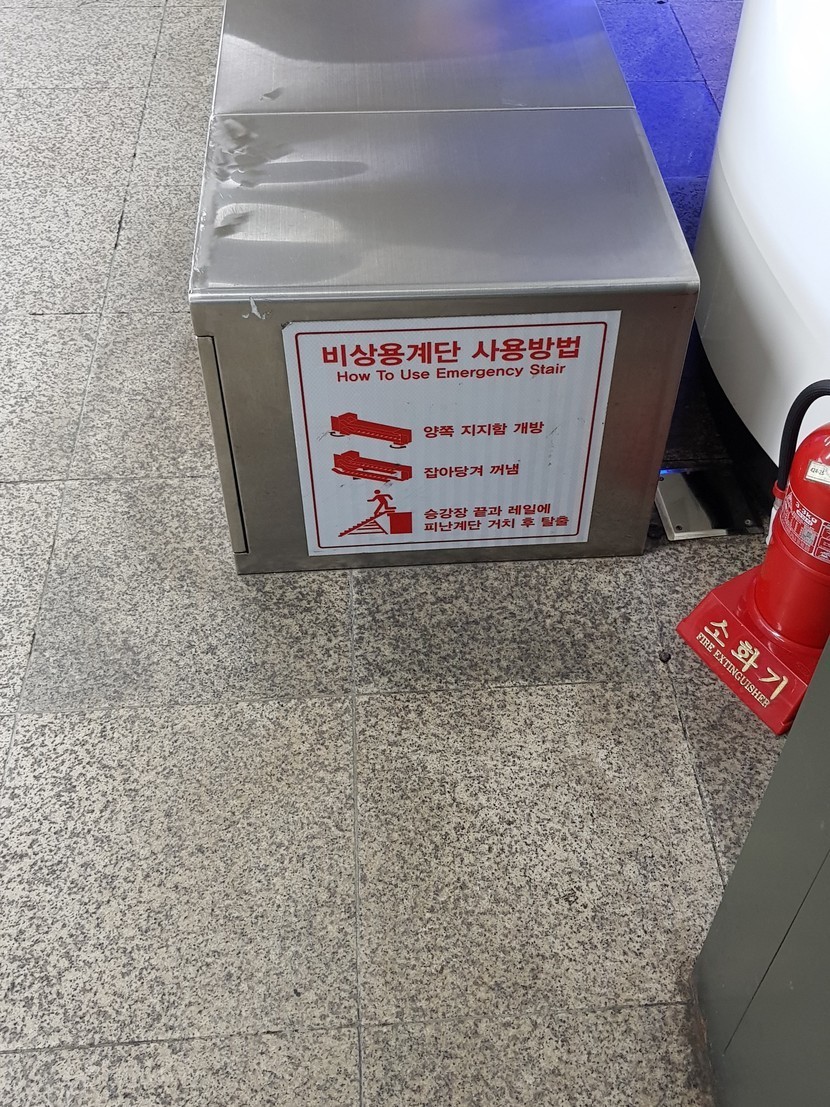 비상용계단 사용방법
How To Use Emergency Stair
양쪽 지지함 개방
잡아당겨 꺼냄
승강장 끝과 레일에
피난계단 거치 후 탈출
소화기
FIRE EXTINGUISHER